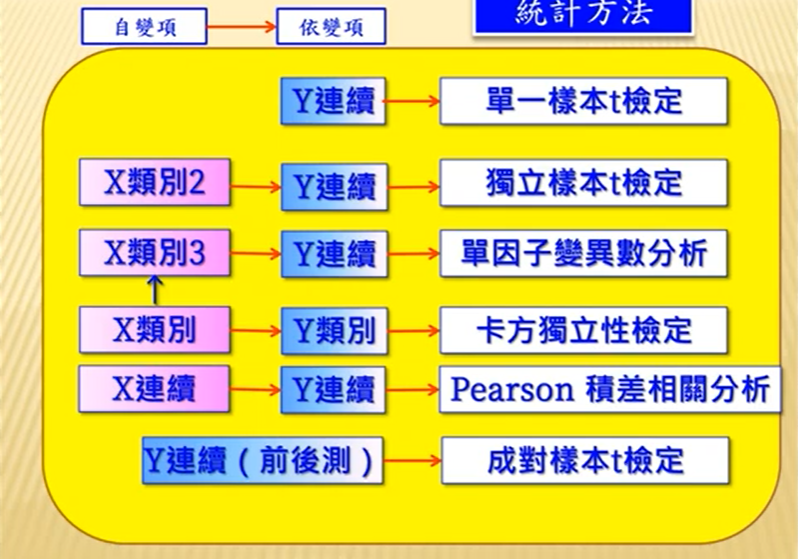 自變項 依變項 統計方法
Y連續 單一樣本t檢定
X類別2 Y連續 獨立樣本t檢定
X類別3 Y連續 單因子變異數分析
X類別 Y類別 卡方獨立性檢定
X連續 Y連續 Pearson 積差相關分析
Y連續（前後測） 成對樣本t檢定